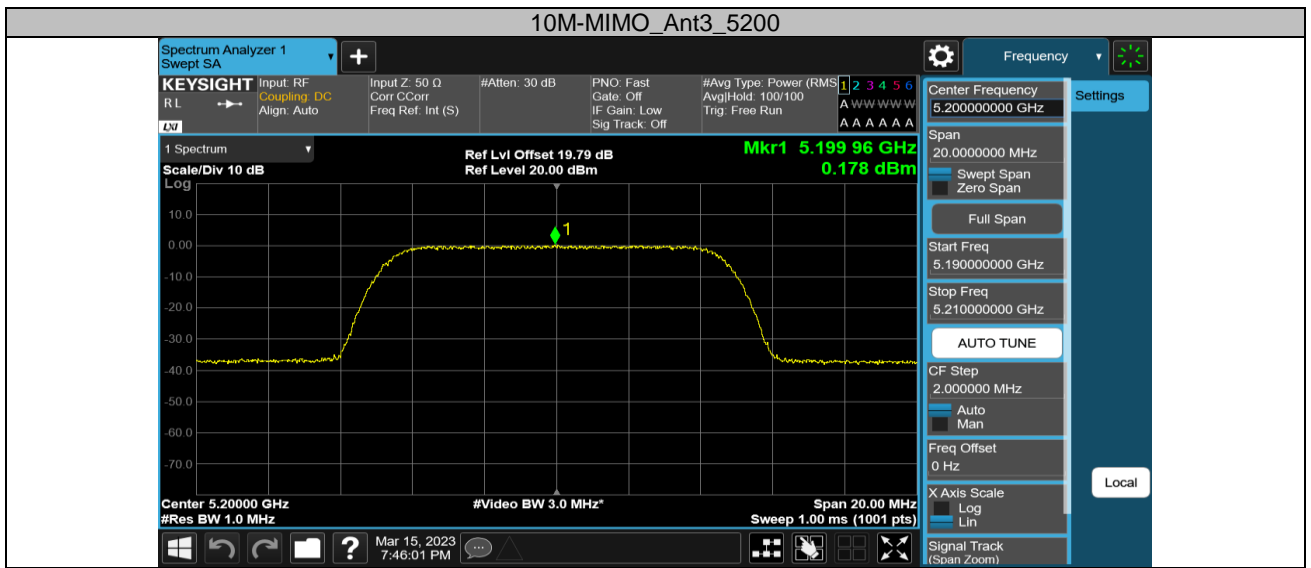 10M-MIMO_Ant3_5200
Spectrum Analyzer 1
Swept SA
Frequency
KEYSIGHT
R L
LXI
Input: RF
Coupling: DC
Align: Auto
Input Z: 50 Ω
Corr CCorr
Freq Ref: Int (S)
#Atten: 30 dB
PNO: Fast
Gate: Off
IF Gain: Low
Sig Track: Off
#Avg Type: Power (RMS
Avg|Hold: 100/100
Trig: Free Run
1 2 3 4 5 6
A W W W W W
A A A A A A
1 Spectrum
Scale/Div 10 dB
Log
Ref Lvl Offset 19.79 dB
Ref Level 20.00 dBm
Mkr1 5.199 96 GHz
0.178 dBm
10.0
0.00
-10.0
-20.0
-30.0
-40.0
-50.0
-60.0
-70.0
1
Center 5.20000 GHz
#Res BW 1.0 MHz
#Video BW 3.0 MHz*
Span 20.00 MHz
Sweep 1.00 ms (1001 pts)
Center Frequency
5.200000000 GHz
Span
20.0000000 MHz
Swept Span
Zero Span
Full Span
Start Freq
5.190000000 GHz
Stop Freq
5.210000000 GHz
AUTO TUNE
CF Step
2.000000 MHz
Auto
Man
Freq Offset
0 Hz
X Axis Scale
Log
Lin
Signal Track
(Span Zoom)
Settings
Local
?
Mar 15, 2023
7:46:01 PM